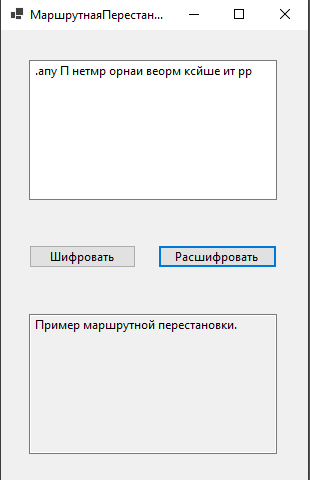 МаршрутнаяПерестан...
.апу П нетмр орнаи веорм ксйше ит рр
Шифровать Расшифровать
Пример маршрутной перестановки.